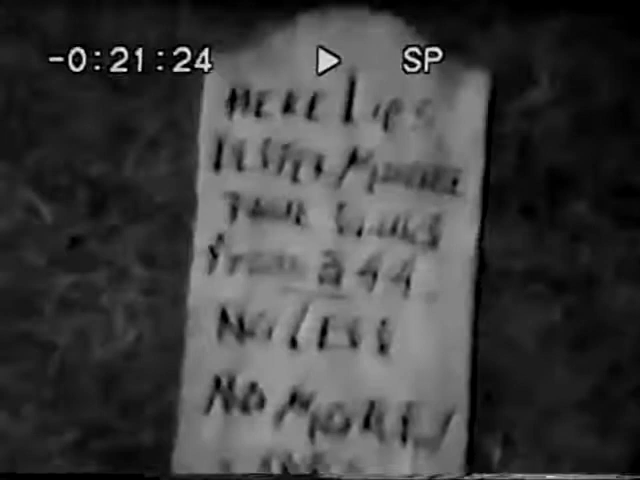 -0:21:24 ▶ SP
HERE LIES
LESTER MOORE
FOUR SLUGS
from a 44
NO LESS
NO MORE